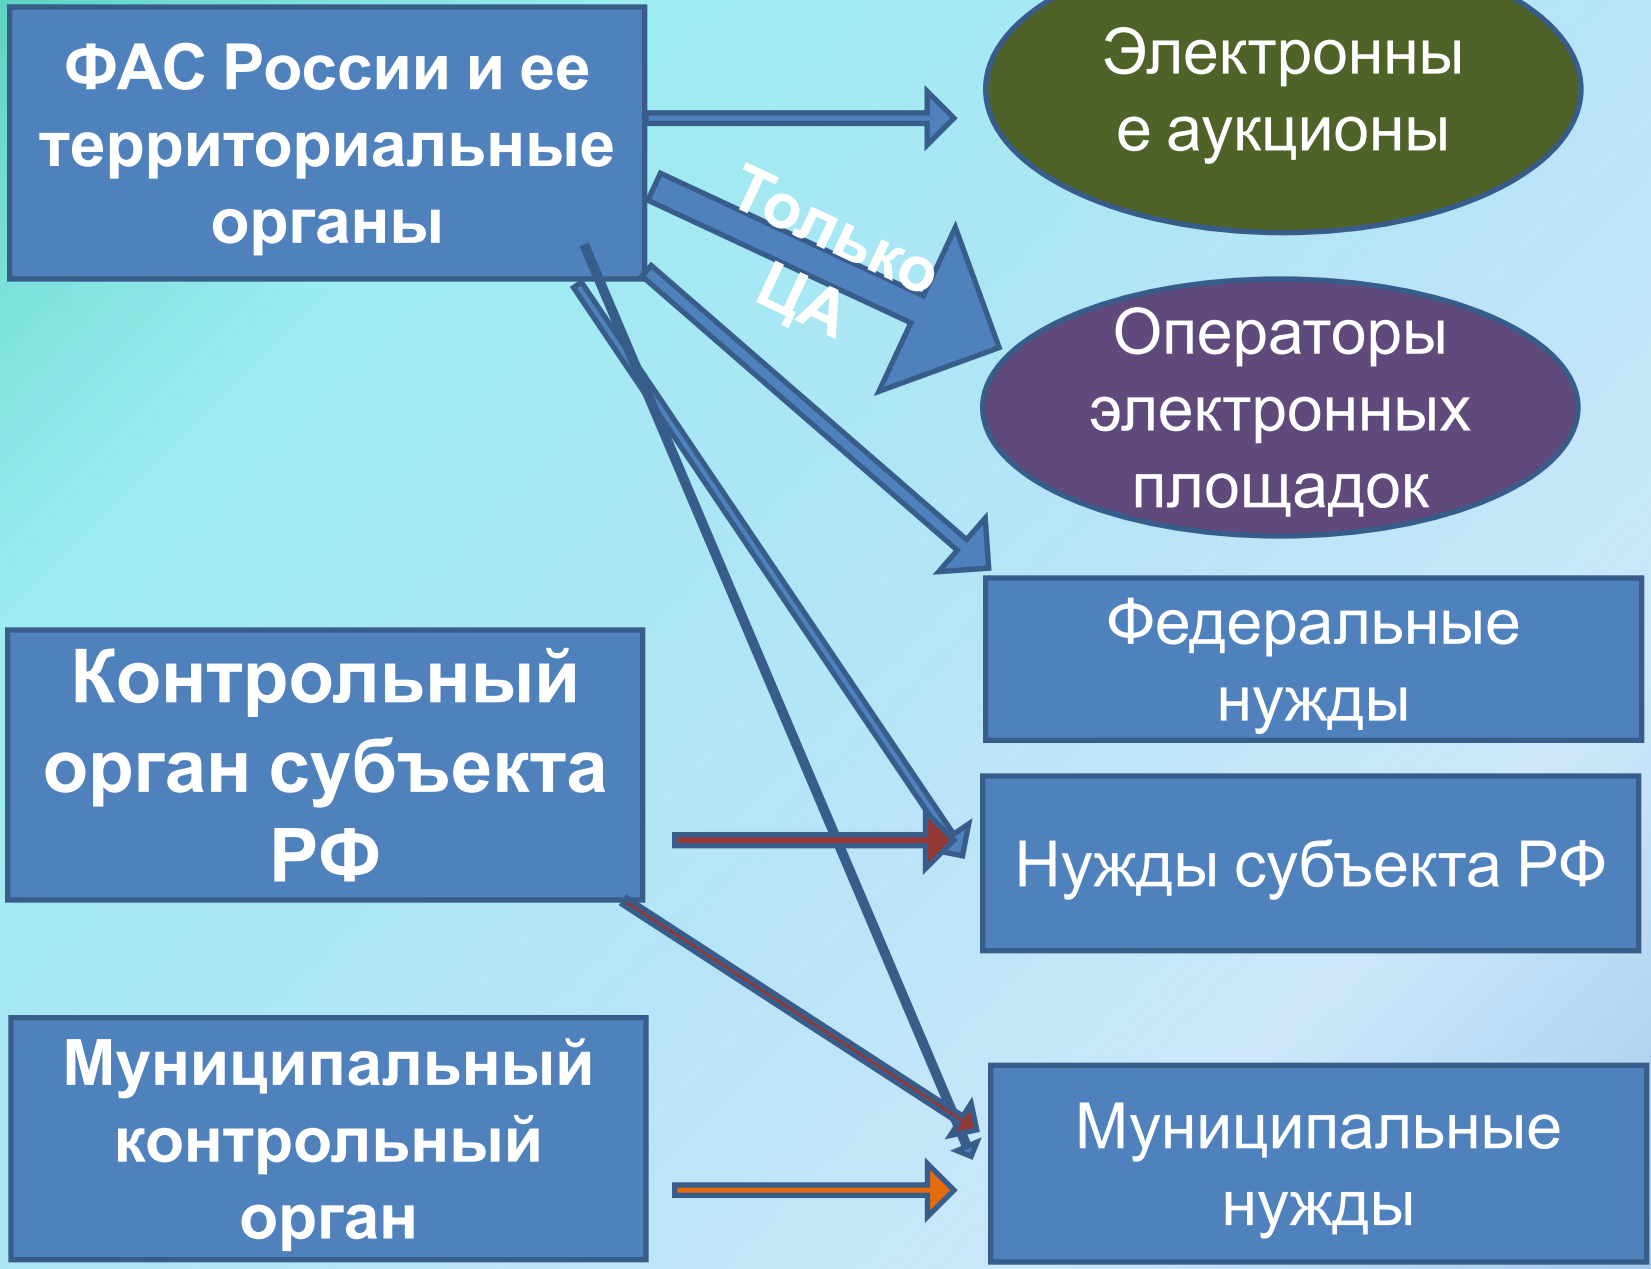 ФАС России и ее
территориальные
органы
Электронны
е аукционы
Только
ЦА
Операторы
электронных
площадок
Федеральные
нужды
Контрольный
орган субъекта
РФ
Нужды субъекта РФ
Муниципальный
контрольный
орган
Муниципальные
нужды